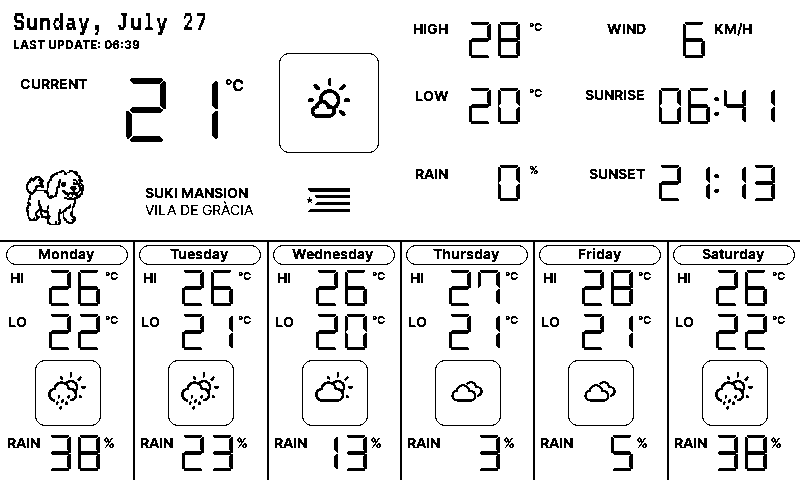 Sunday, July 27
LAST UPDATE: 06:39
CURRENT 21 °C
HIGH 28 °C
WIND 6 KM/H
LOW 20 °C
SUNRISE 06:41
RAIN 0 %
SUNSET 21:13
SUKI MANSION
VILA DE GRÀCIA
Monday
HI 26 °C
LO 22 °C
RAIN 38 %
Tuesday
HI 26 °C
LO 21 °C
RAIN 23 %
Wednesday
HI 26 °C
LO 20 °C
RAIN 13 %
Thursday
HI 27 °C
LO 21 °C
RAIN 3 %
Friday
HI 28 °C
LO 21 °C
RAIN 5 %
Saturday
HI 26 °C
LO 22 °C
RAIN 38 %